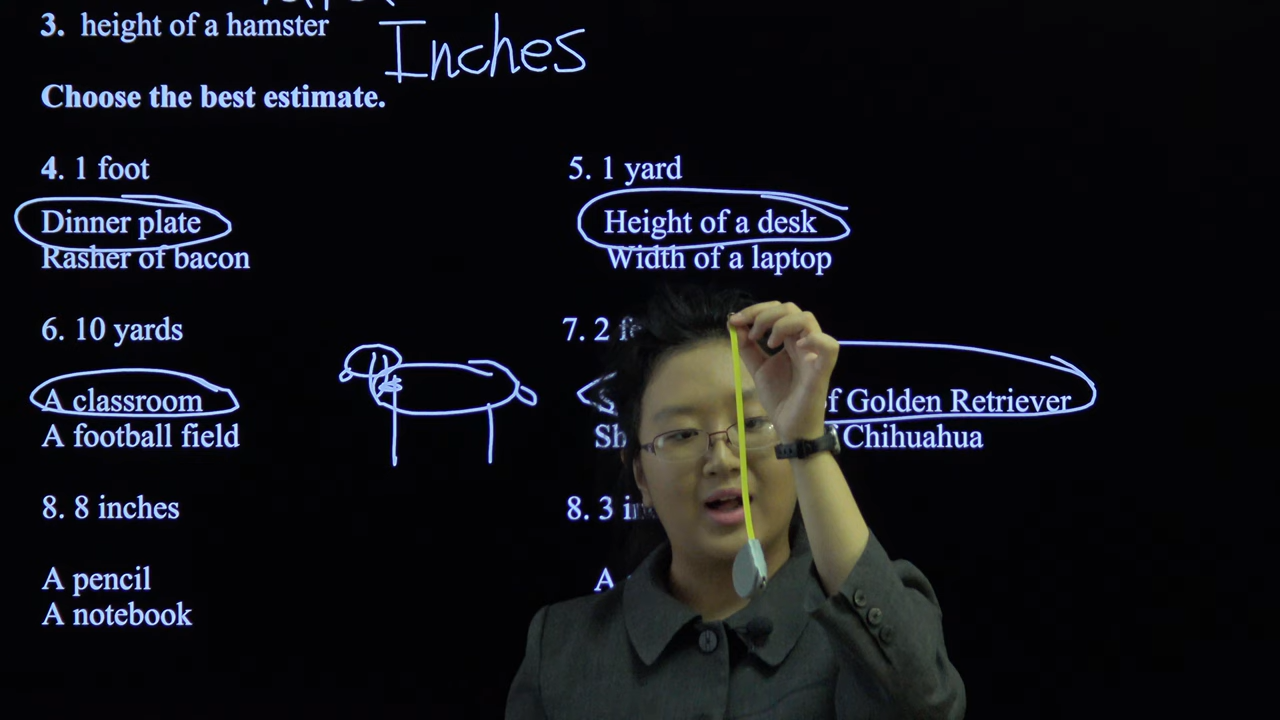 3. height of a hamster
Inches
Choose the best estimate.
4. 1 foot
Dinner plate
Rasher of bacon
5. 1 yard
Height of a desk
Width of a laptop
6. 10 yards
A classroom
A football field
7. 2
of Golden Retriever
Chihuahua
8. 8 inches
A pencil
A notebook
8. 3
A